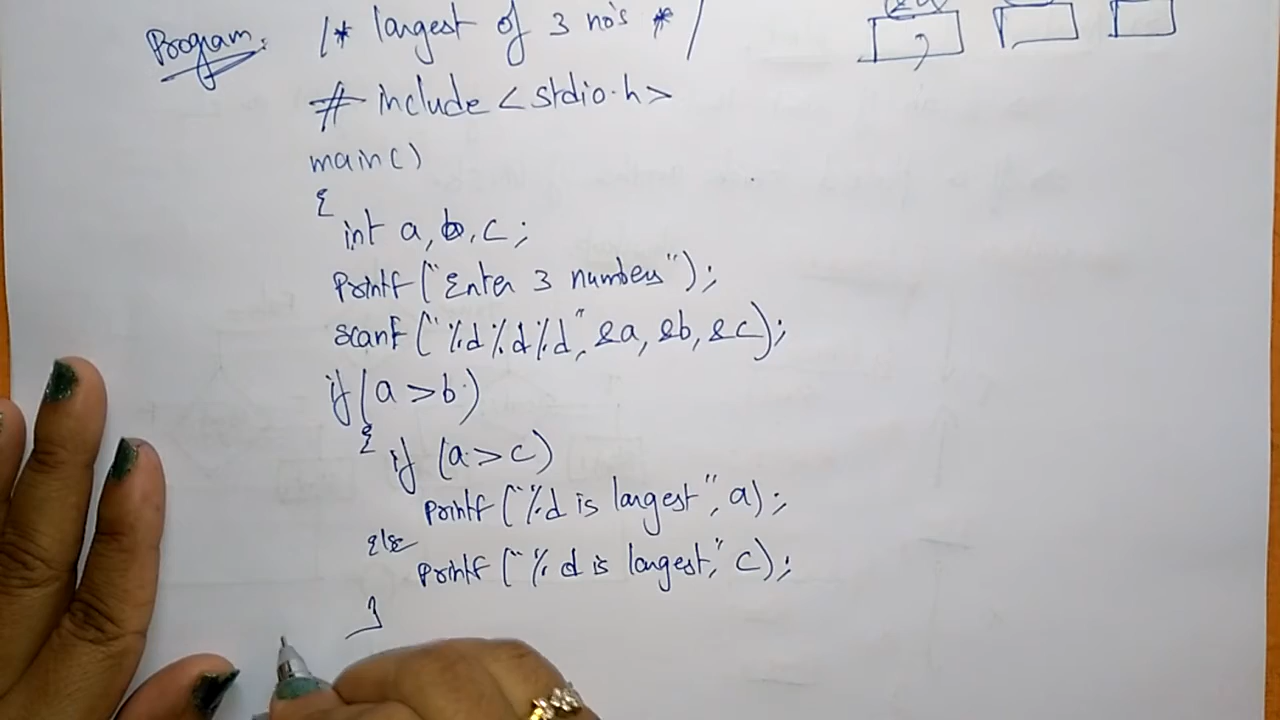 Program: /* largest of 3 no's */
# include <stdio.h>
main()
{
int a, b, c;
Printf ("Enter 3 numbers");
scanf ("%d %d %d", &a, &b, &c);
if (a > b)
{ if (a > c)
printf ("%d is largest", a);
else
printf ("% d is largest", c);
}